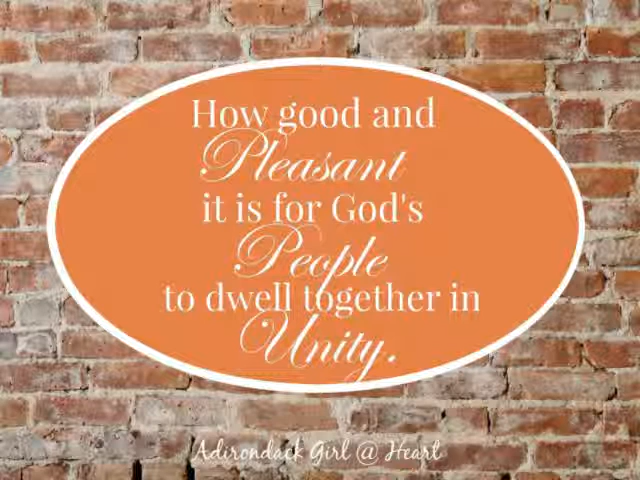 How good and
Pleasant
it is for God's
People
to dwell together in
Unity.
Adirondack Girl @ Heart